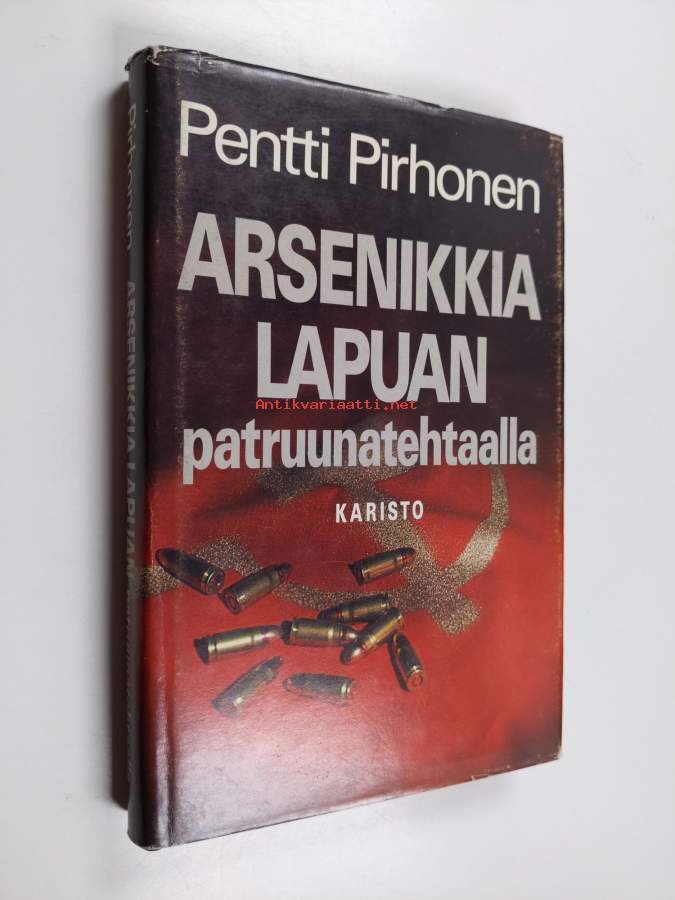 Pentti Pirhonen
ARSENIKKIA
LAPUAN
Antikvariaatti.net
patruunatehtaalla
KARISTO
Pirhonen ARSENIKKIA LAPUAN